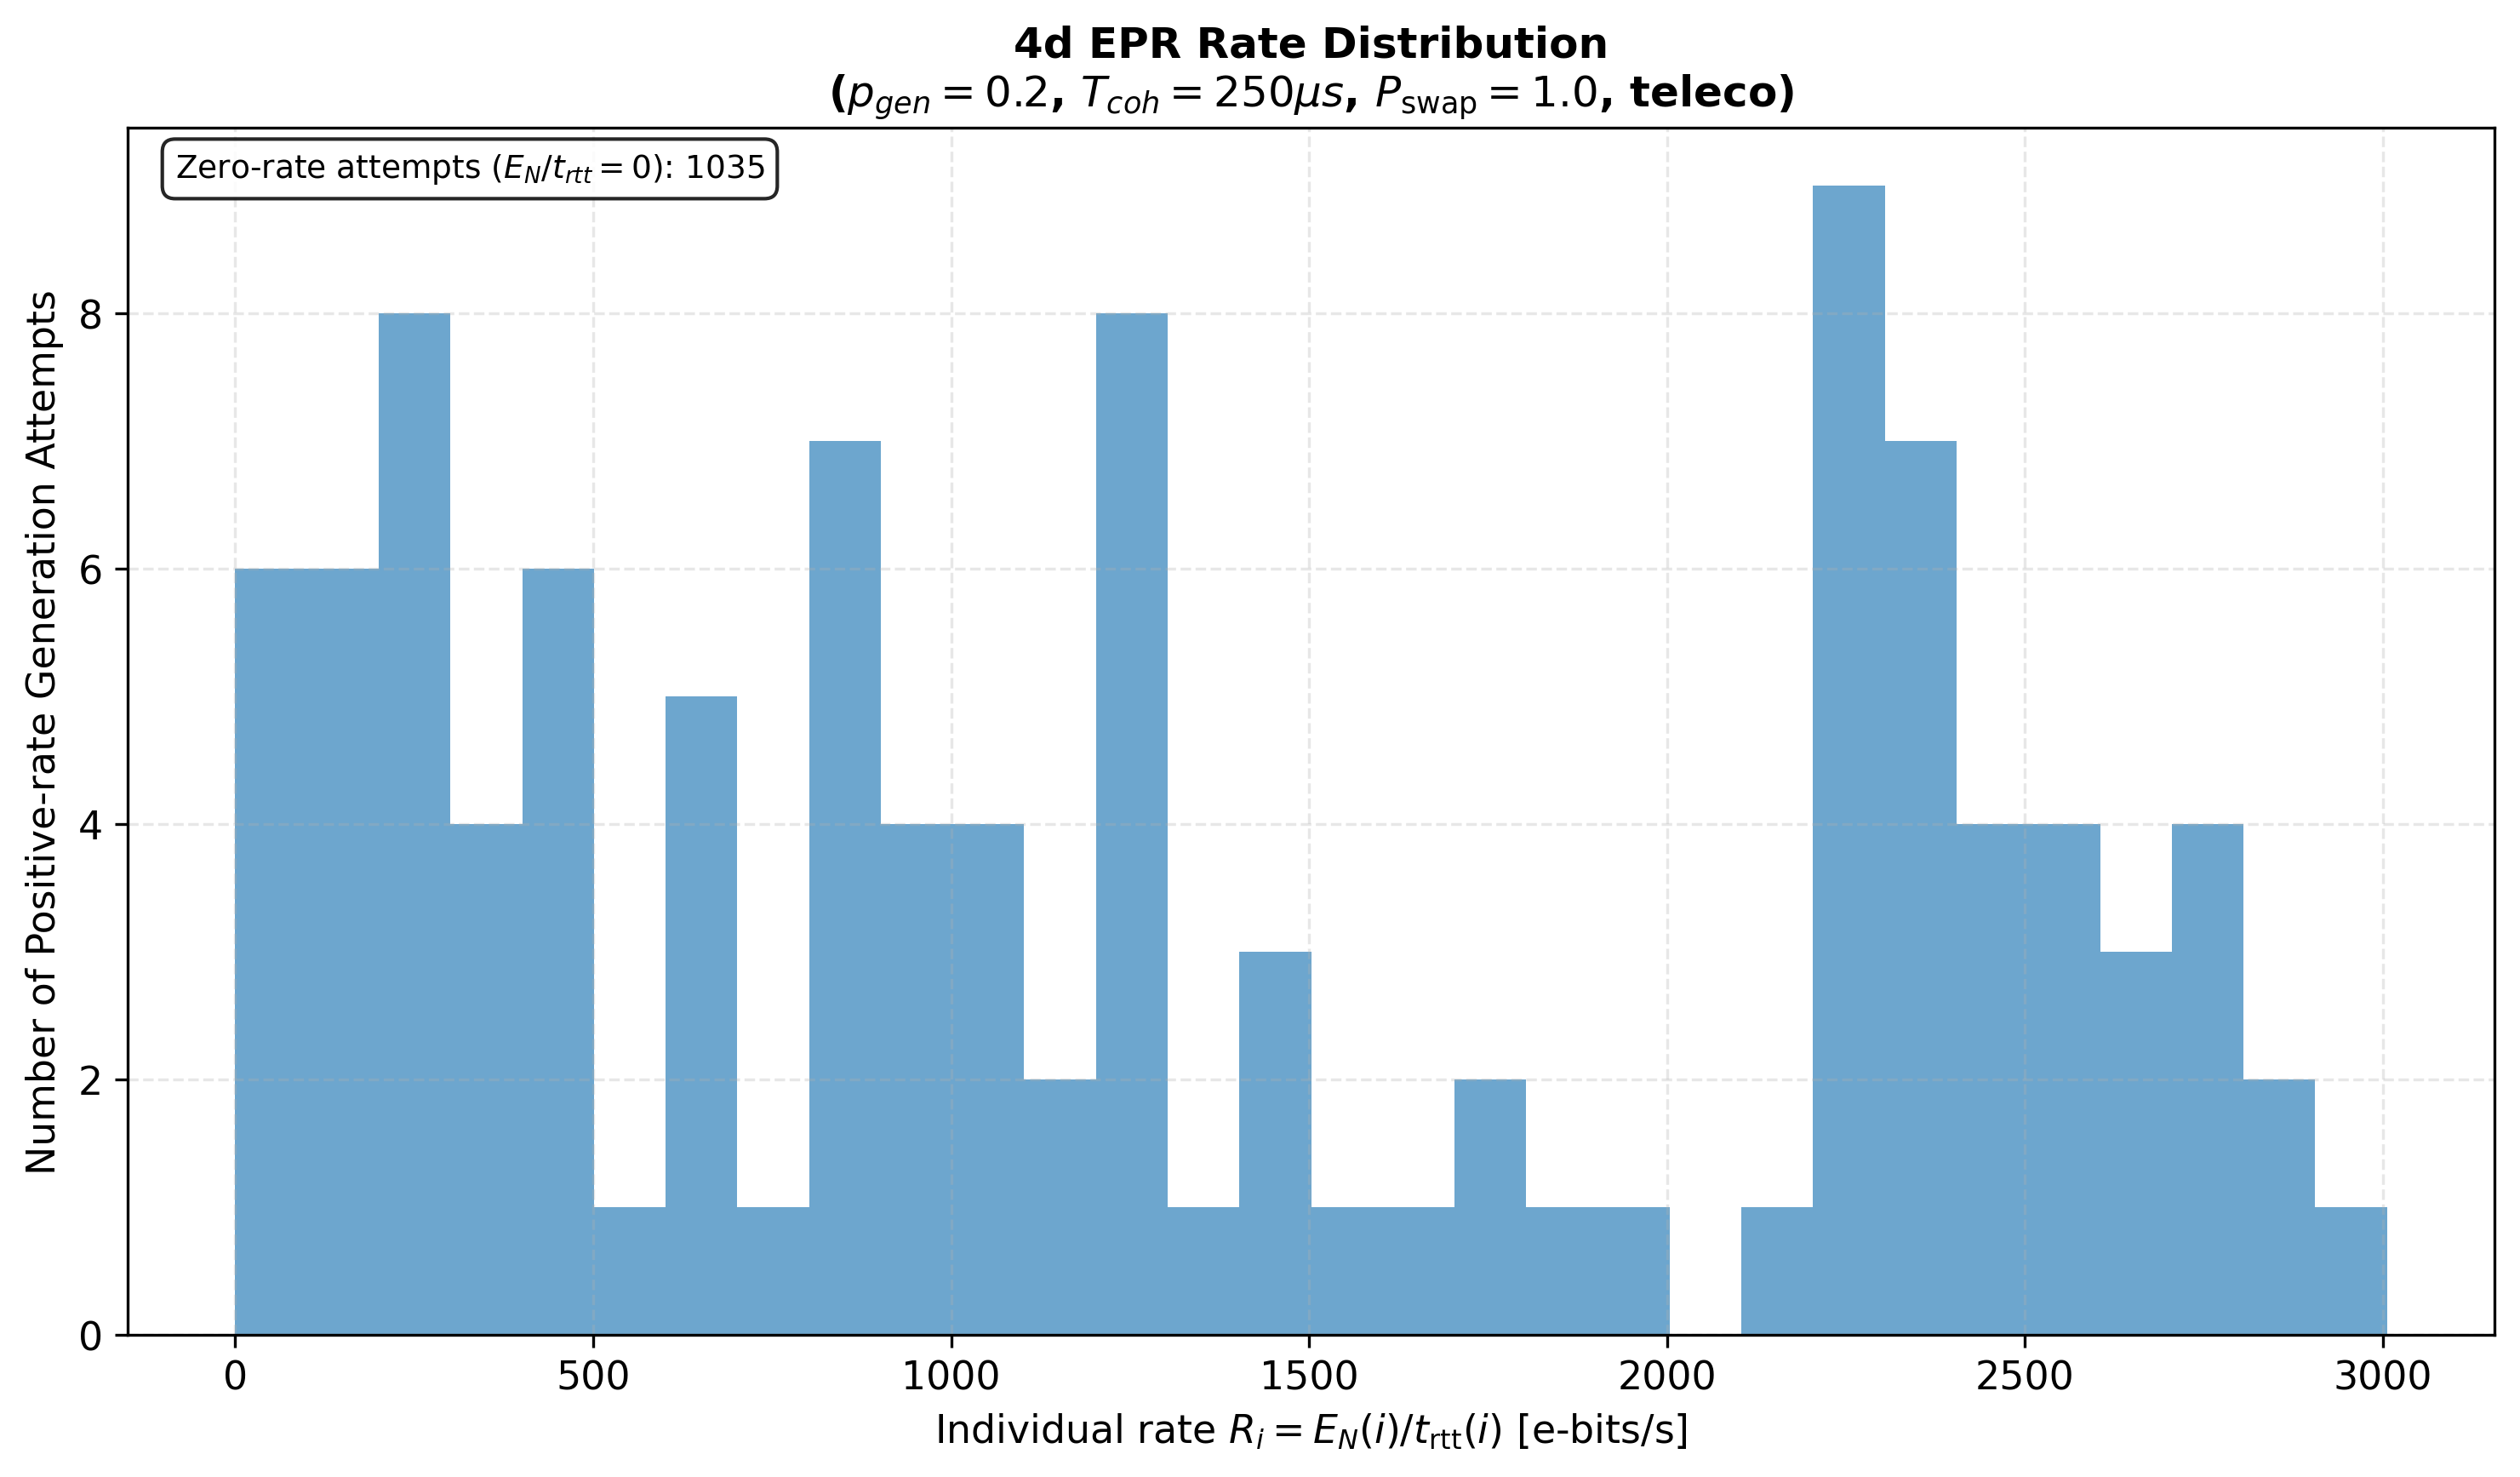 4d EPR Rate Distribution
(p_gen = 0.2, T_coh = 250μs, P_swap = 1.0, teleco)
Zero-rate attempts (E_N/t_rtt = 0): 1035
Number of Positive-rate Generation Attempts
8
6
4
2
0
0 500 1000 1500 2000 2500 3000
Individual rate R_i = E_N(i)/t_rtt(i) [e-bits/s]